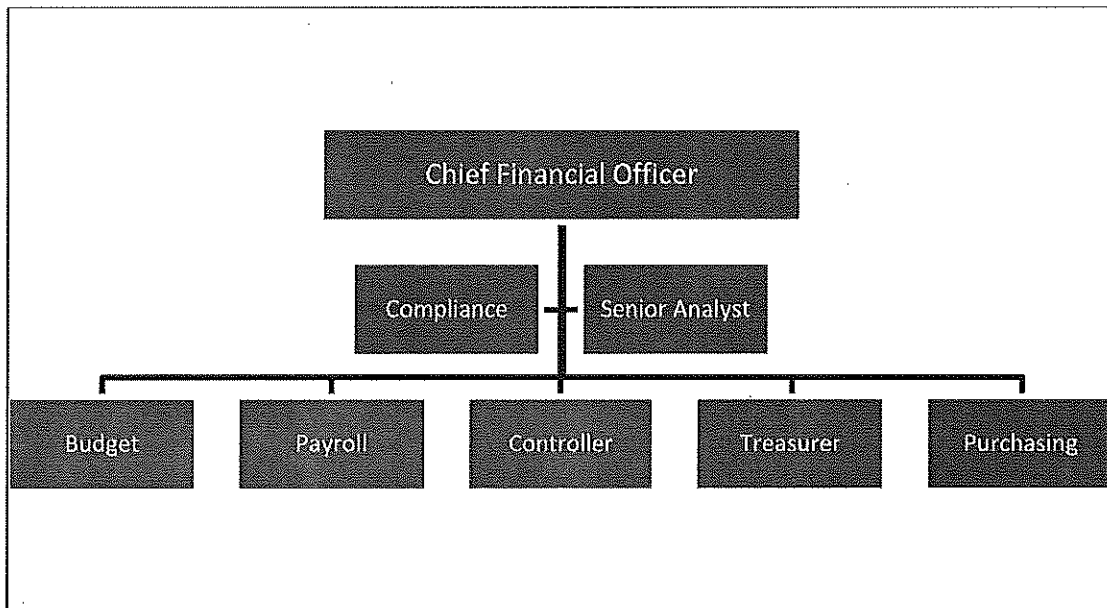 Chief Financial Officer
Compliance
Senior Analyst
Budget
Payroll
Controller
Treasurer
Purchasing